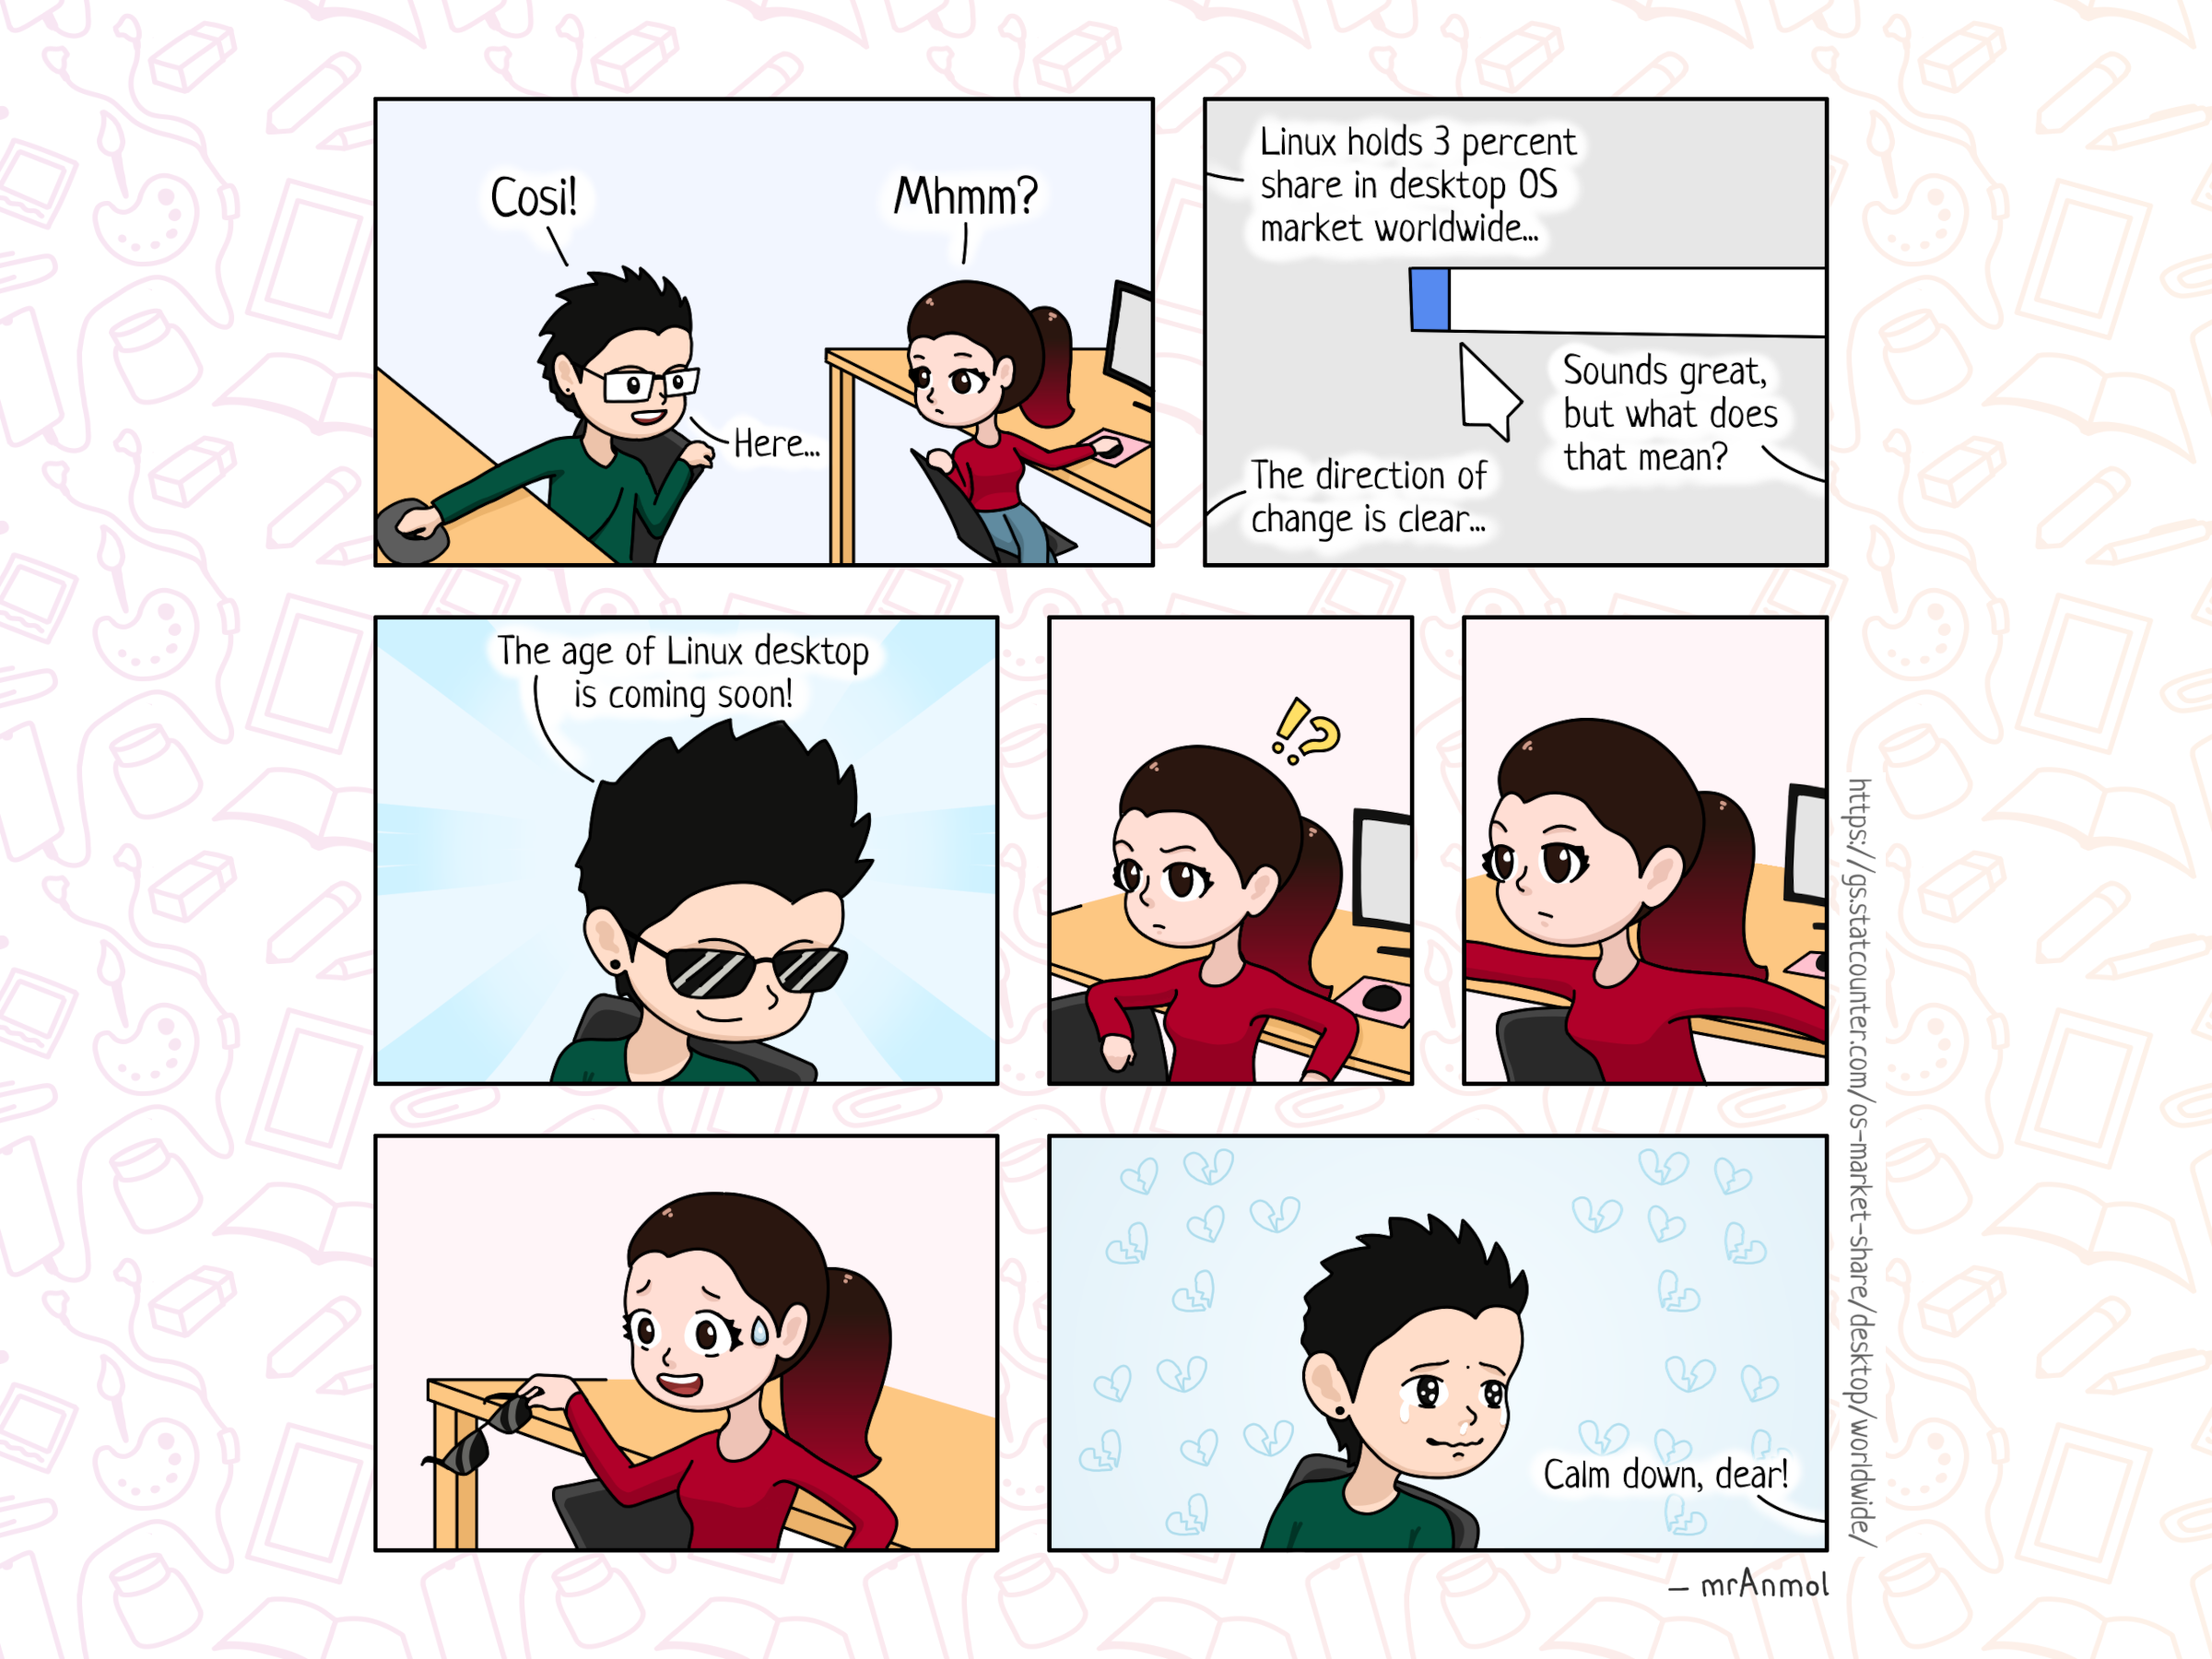 Cosi!
Mhmm?
Here...
Linux holds 3 percent
share in desktop OS
market worldwide...
Sounds great,
but what does
that mean?
The direction of
change is clear...
The age of Linux desktop
is coming soon!
!?
Calm down, dear!
https://gs.statcounter.com/os-market-share/desktop/worldwide/
– mrAnmol